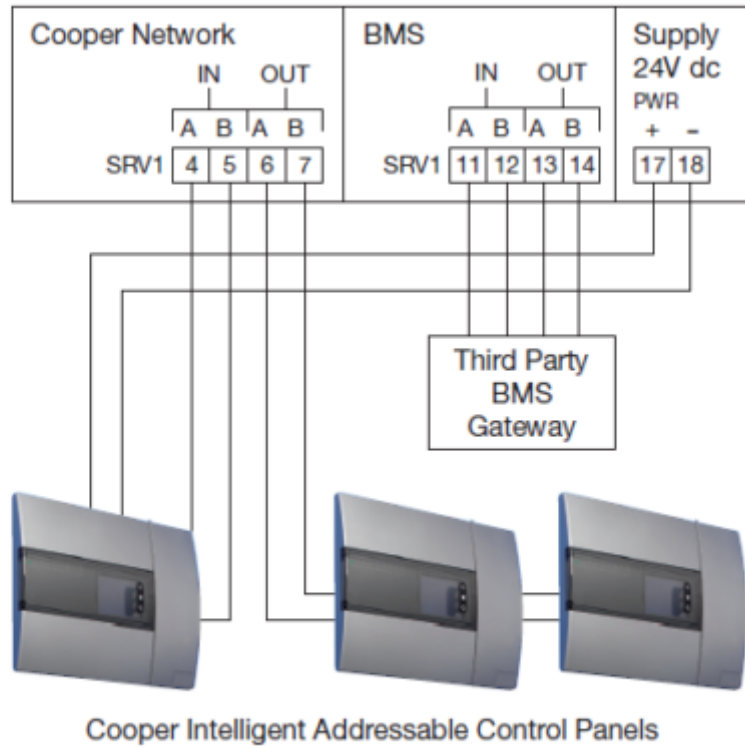 Cooper Network
IN OUT
A B A B
SRV1 4 5 6 7
BMS
IN OUT
A B A B
SRV1 11 12 13 14
Supply
24V dc
PWR
+ –
17 18
Third Party
BMS
Gateway
Cooper Intelligent Addressable Control Panels